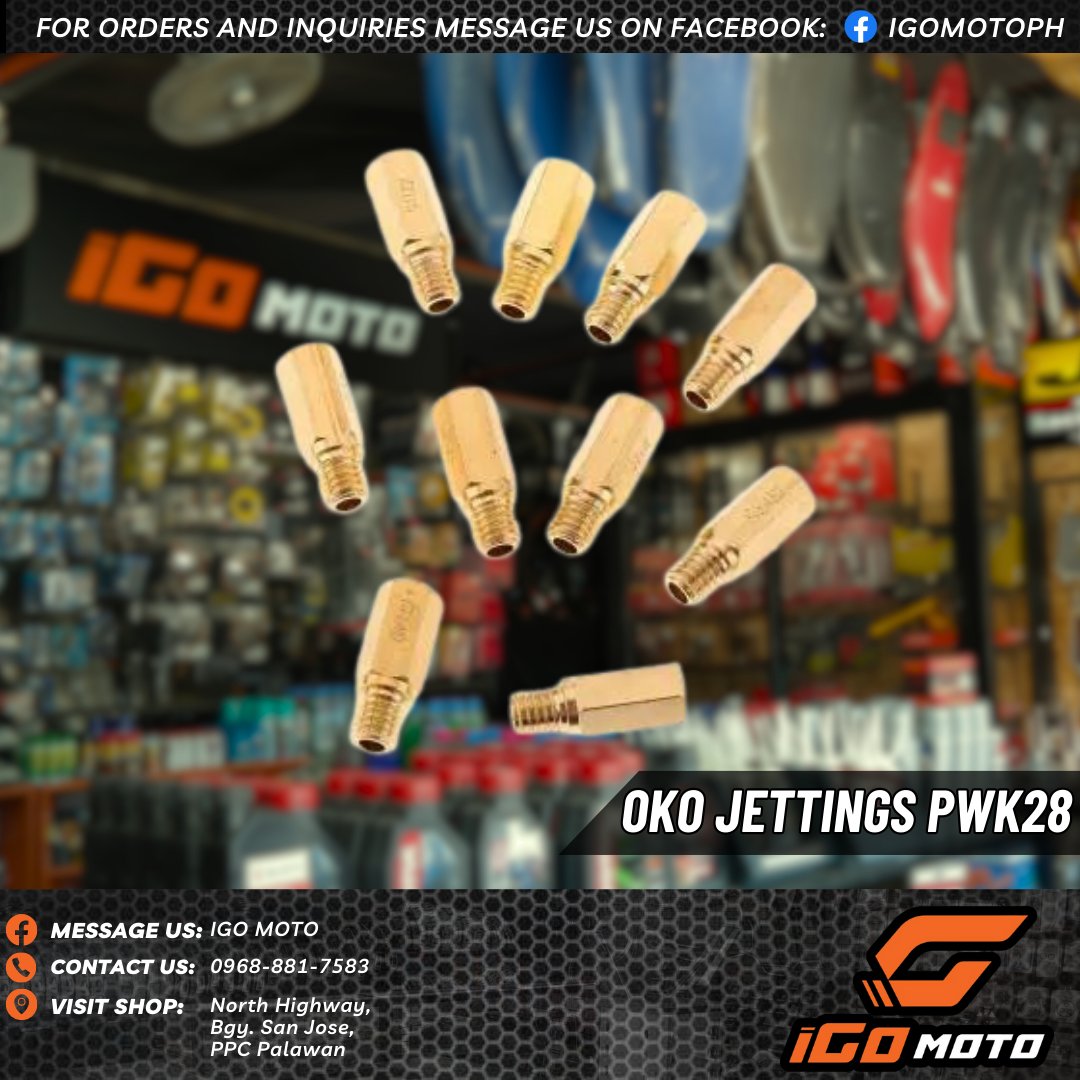 FOR ORDERS AND INQUIRIES MESSAGE US ON FACEBOOK: IGOMOTOPH
iGO MOTO
OKO JETTINGS PWK28
MESSAGE US: IGO MOTO
CONTACT US: 0968-881-7583
VISIT SHOP: North Highway,
Bgy. San Jose,
PPC Palawan
iGO MOTO